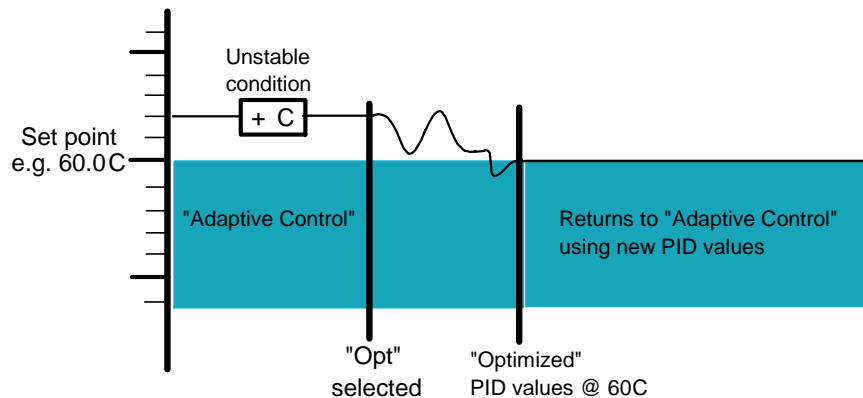 Unstable
condition
+ C
Set point
e.g. 60.0C
"Adaptive Control"
Returns to "Adaptive Control"
using new PID values
"Opt"
selected
"Optimized"
PID values @ 60C